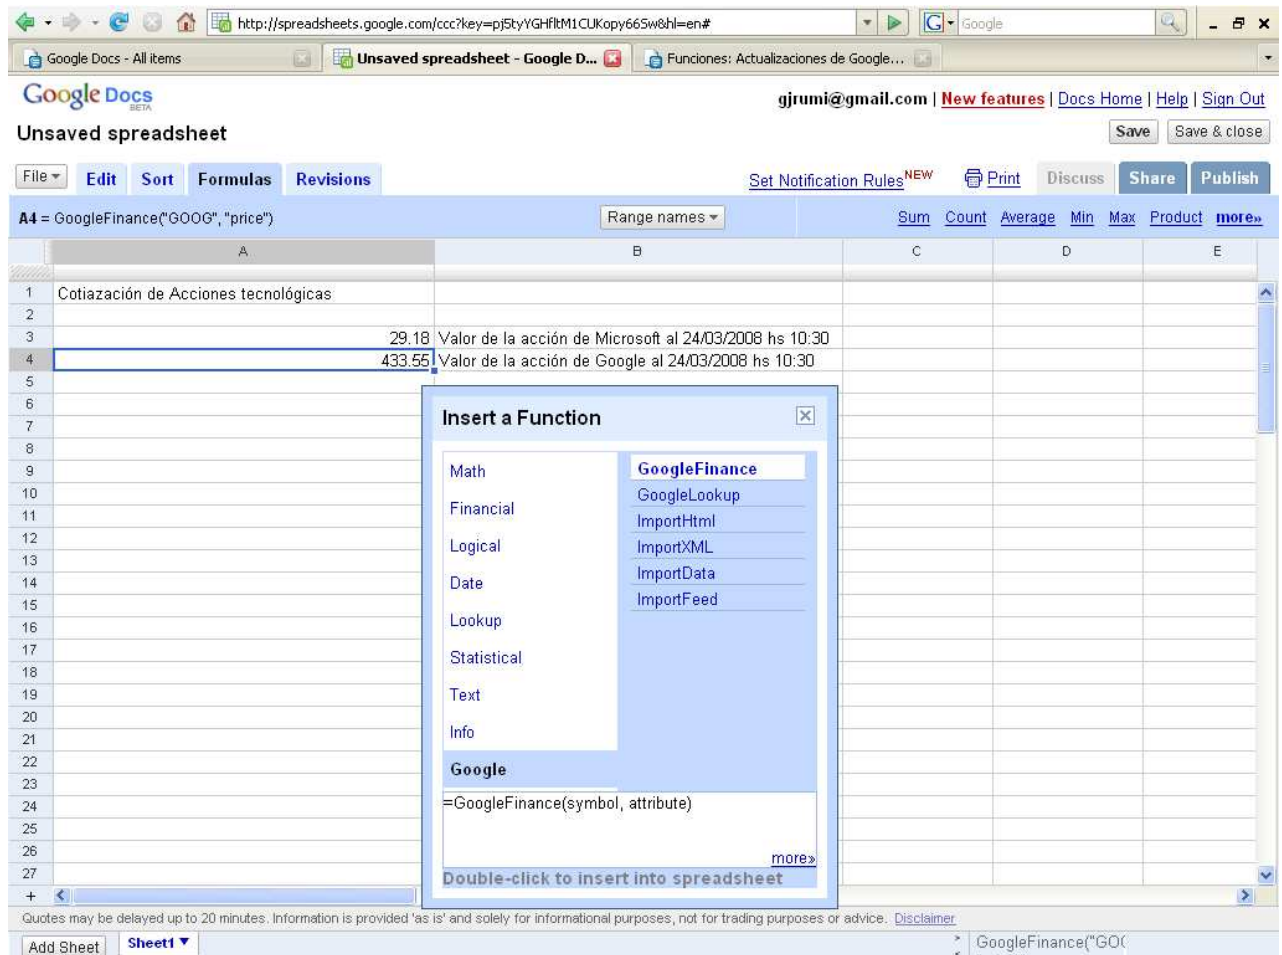 http://spreadsheets.google.com/ccc?key=pj5tyYGHfltM1CUKopy66Sw&hl=en# G Google
Google Docs - All items Unsaved spreadsheet - Google D... Funciones: Actualizaciones de Google...
Google Docs gjrumi@gmail.com | New features | Docs Home | Help | Sign Out
BETA
Unsaved spreadsheet Save Save & close
File Edit Sort Formulas Revisions Set Notification Rules NEW Print Discuss Share Publish
A4 = GoogleFinance("GOOG", "price") Range names Sum Count Average Min Max Product more»
A B C D E
1 Cotiazación de Acciones tecnológicas
2
3 29.18 Valor de la acción de Microsoft al 24/03/2008 hs 10:30
4 433.55 Valor de la acción de Google al 24/03/2008 hs 10:30
5
6
7
8
9
10
11
12
13
14
15
16
17
18
19
20
21
22
23
24
25
26
27
Insert a Function
Math
Financial
Logical
Date
Lookup
Statistical
Text
Info
Google
GoogleFinance
GoogleLookup
ImportHtml
ImportXML
ImportData
ImportFeed
=GoogleFinance(symbol, attribute)
more»
Double-click to insert into spreadsheet
+
Quotes may be delayed up to 20 minutes. Information is provided 'as is' and solely for informational purposes, not for trading purposes or advice. Disclaimer
Add Sheet Sheet1 GoogleFinance("GO